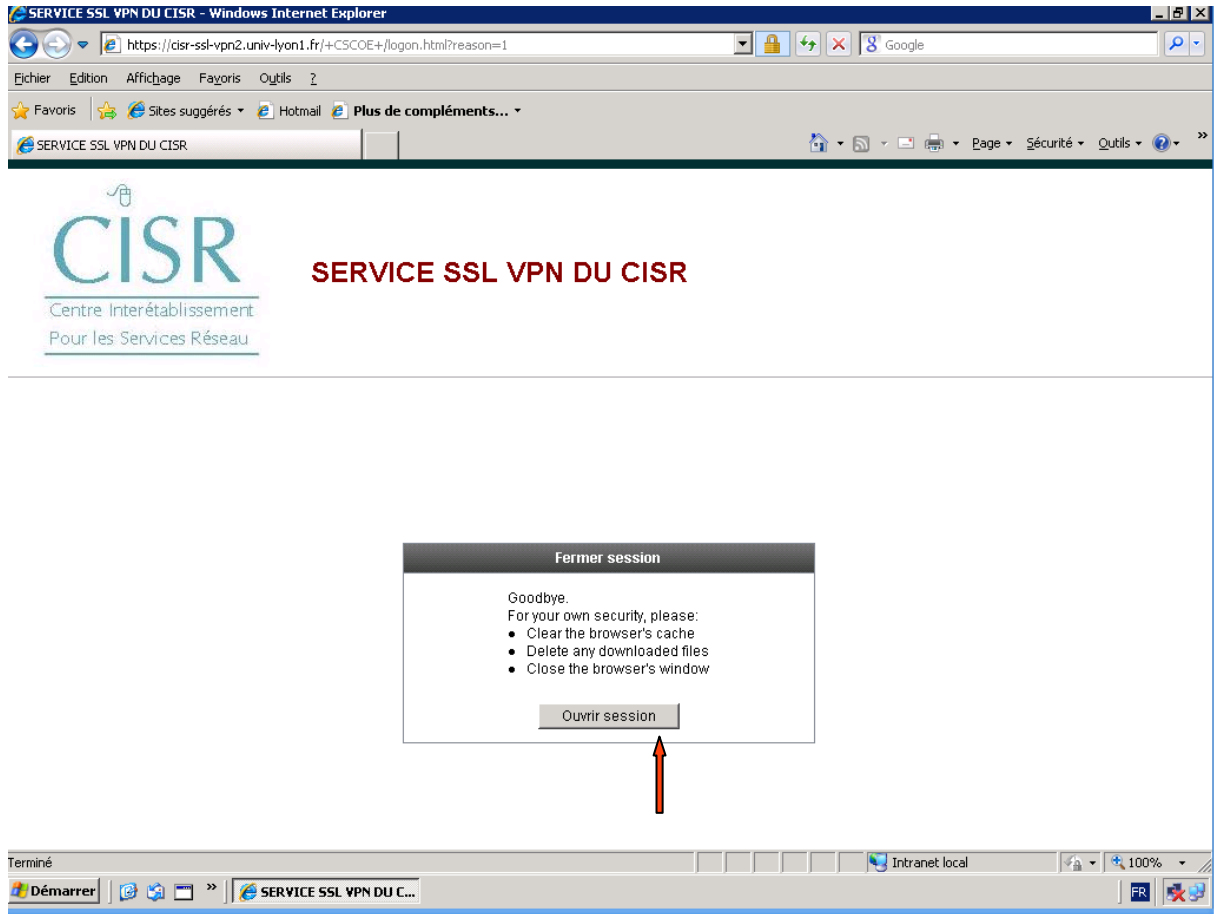 SERVICE SSL VPN DU CISR - Windows Internet Explorer
https://cisr-ssl-vpn2.univ-lyon1.fr/+CSCOE+/logon.html?reason=1
Google
Fichier Edition Affichage Favoris Outils ?
Favoris Sites suggérés Hotmail Plus de compléments...
SERVICE SSL VPN DU CISR
Page Sécurité Outils »
CISR
Centre Interétablissement
Pour les Services Réseau
SERVICE SSL VPN DU CISR
Fermer session
Goodbye.
For your own security, please:
● Clear the browser's cache
● Delete any downloaded files
● Close the browser's window
Ouvrir session
Terminé Intranet local 100%
Démarrer » SERVICE SSL VPN DU C... FR